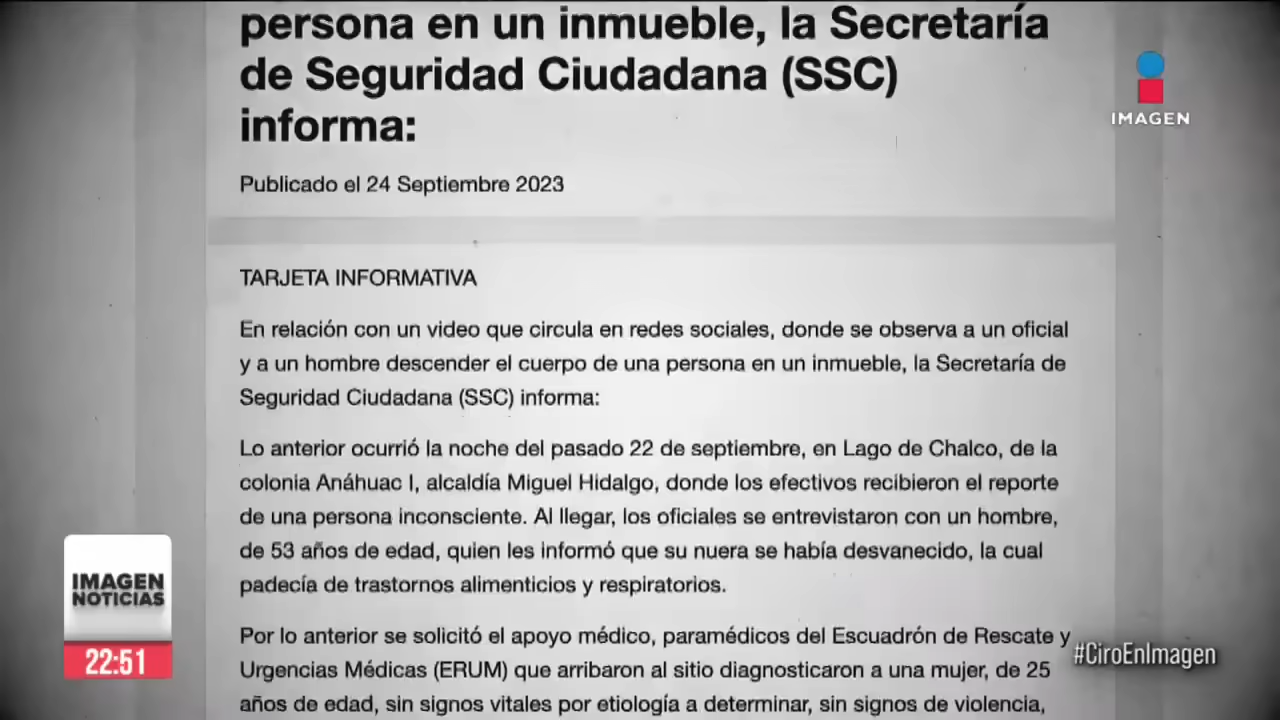 persona en un inmueble, la Secretaría
de Seguridad Ciudadana (SSC)
informa:
IMAGEN
Publicado el 24 Septiembre 2023
TARJETA INFORMATIVA
En relación con un video que circula en redes sociales, donde se observa a un oficial
y a un hombre descender el cuerpo de una persona en un inmueble, la Secretaría de
Seguridad Ciudadana (SSC) informa:
Lo anterior ocurrió la noche del pasado 22 de septiembre, en Lago de Chalco, de la
colonia Anáhuac I, alcaldía Miguel Hidalgo, donde los efectivos recibieron el reporte
de una persona inconsciente. Al llegar, los oficiales se entrevistaron con un hombre,
de 53 años de edad, quien les informó que su nuera se había desvanecido, la cual
padecía de trastornos alimenticios y respiratorios.
Por lo anterior se solicitó el apoyo médico, paramédicos del Escuadrón de Rescate y
Urgencias Médicas (ERUM) que arribaron al sitio diagnosticaron a una mujer, de 25
años de edad, sin signos vitales por etiología a determinar, sin signos de violencia,
IMAGEN
NOTICIAS
22:51
#CiroEnImagen